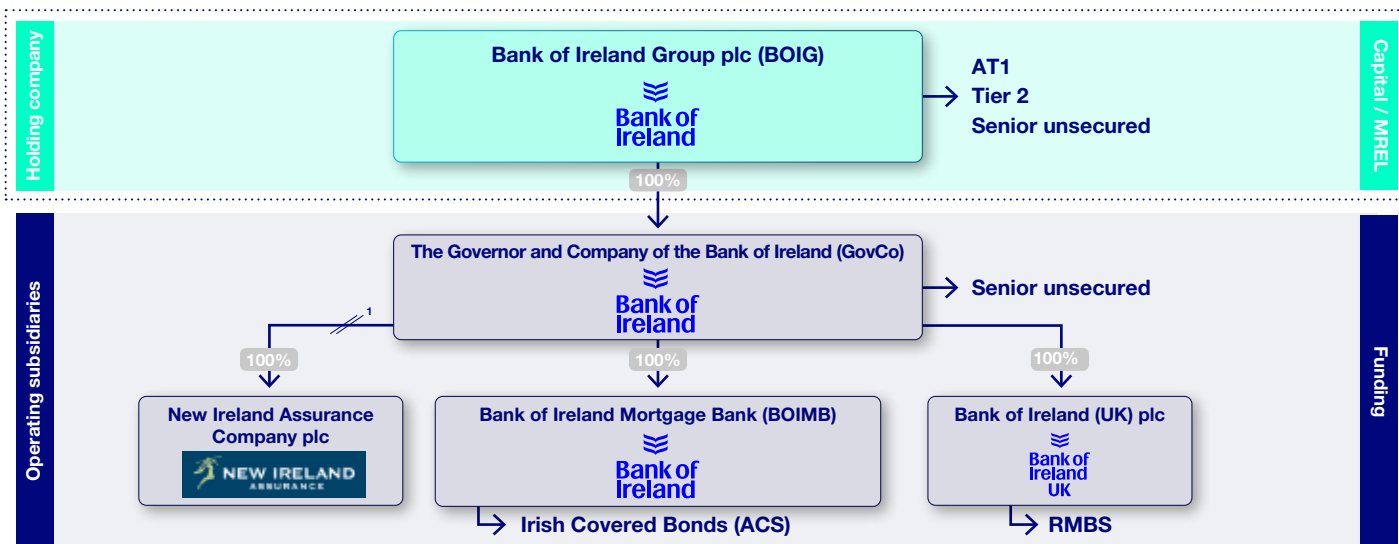 Holding company
Bank of Ireland Group plc (BOIG)
Bank of
Ireland
AT1
Tier 2
Senior unsecured
Capital / MREL
100%
Operating subsidiaries
The Governor and Company of the Bank of Ireland (GovCo)
Bank of
Ireland
Senior unsecured
Funding
1
100%
100%
100%
New Ireland Assurance
Company plc
NEW IRELAND
ASSURANCE
Bank of Ireland Mortgage Bank (BOIMB)
Bank of
Ireland
Irish Covered Bonds (ACS)
Bank of Ireland (UK) plc
Bank of
Ireland
UK
RMBS